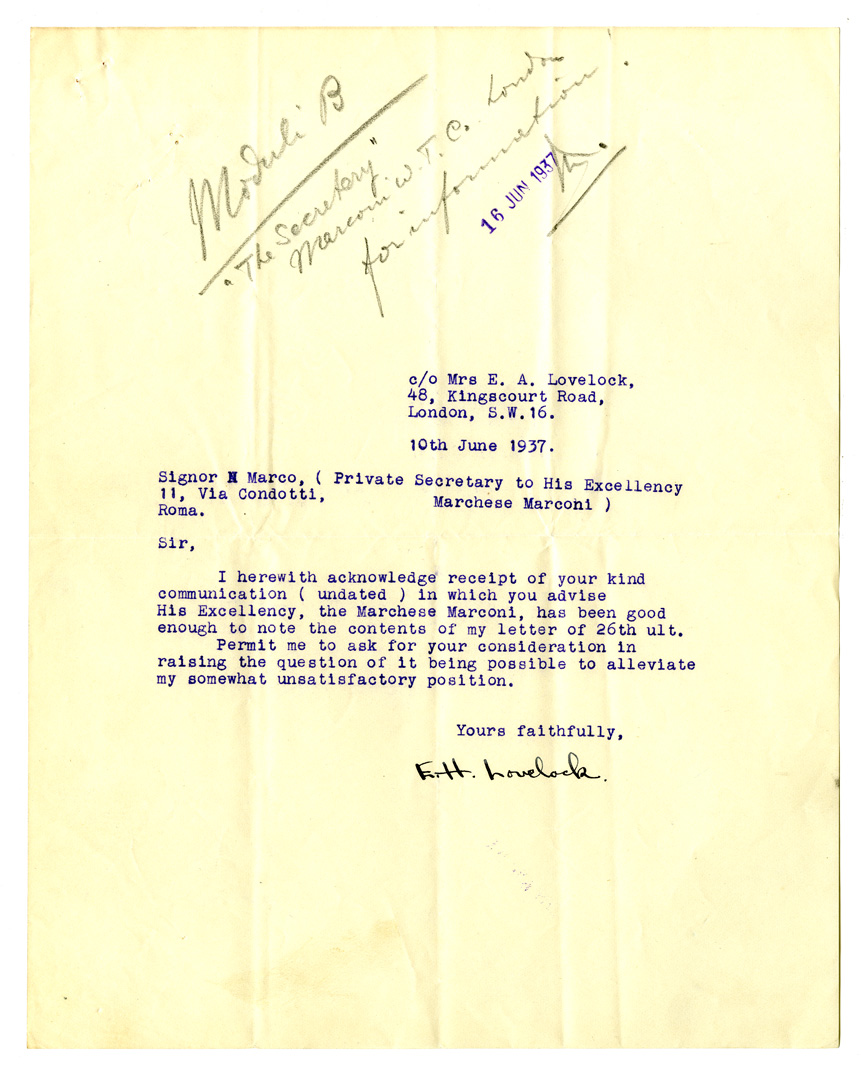 Moduli B
"The Secretary"
Marconi W. T. C. London
for information
16 JUN 1937
c/o Mrs E. A. Lovelock,
48, Kingscourt Road,
London, S.W.16.
10th June 1937.
Signor N Marco, ( Private Secretary to His Excellency
11, Via Condotti, Marchese Marconi )
Roma.
Sir,
I herewith acknowledge receipt of your kind
communication ( undated ) in which you advise
His Excellency, the Marchese Marconi, has been good
enough to note the contents of my letter of 26th ult.
Permit me to ask for your consideration in
raising the question of it being possible to alleviate
my somewhat unsatisfactory position.
Yours faithfully,
E.H. Lovelock.